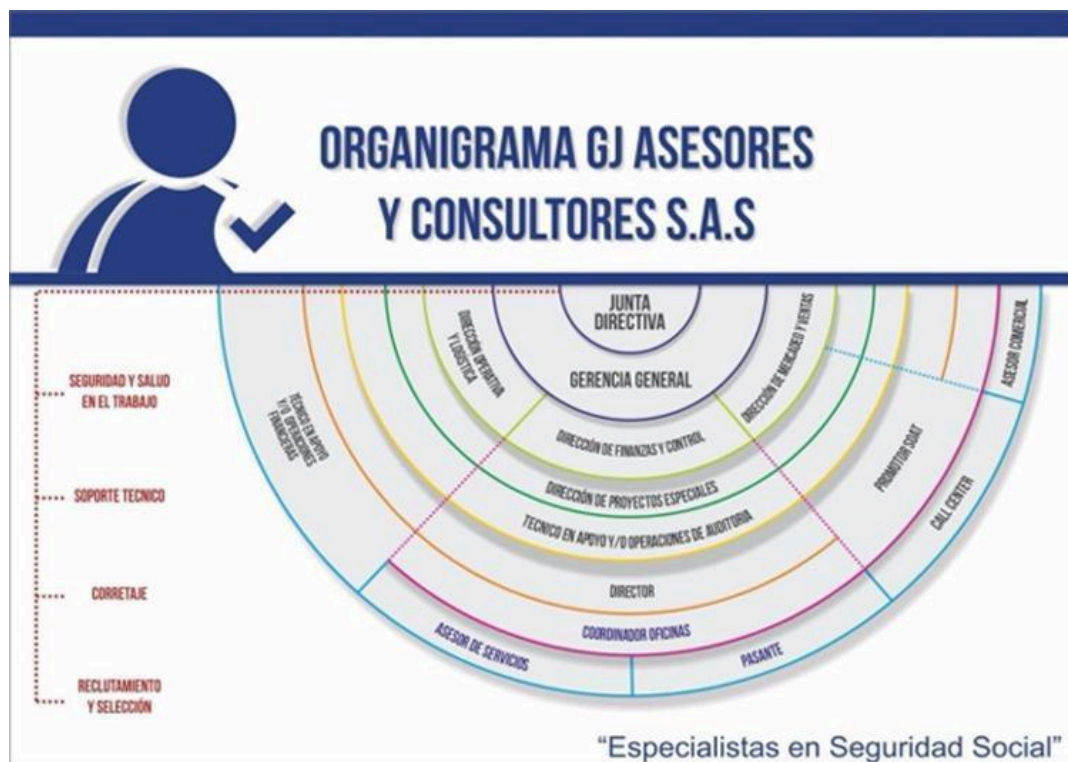 ORGANIGRAMA GJ ASESORES
Y CONSULTORES S.A.S
JUNTA
DIRECTIVA
GERENCIA GENERAL
DIRECCIÓN OPERATIVA
Y LOGÍSTICA
DIRECCIÓN DE FINANZAS Y CONTROL
DIRECCIÓN DE MERCADEO Y VENTAS
DIRECCIÓN DE PROYECTOS ESPECIALES
TECNICO EN APOYO Y/O OPERACIONES DE AUDITORIA
TECNICO EN APOYO
Y/O OPERACIONES
FINANCIERAS
DIRECTOR
COORDINADOR OFICINAS
ASESOR DE SERVICIOS
PASANTE
PROMOTOR SOAT
CALL CENTER
ASESOR COMERCIAL
SEGURIDAD Y SALUD
EN EL TRABAJO
SOPORTE TECNICO
CORRETAJE
RECLUTAMIENTO
Y SELECCIÓN
“Especialistas en Seguridad Social”